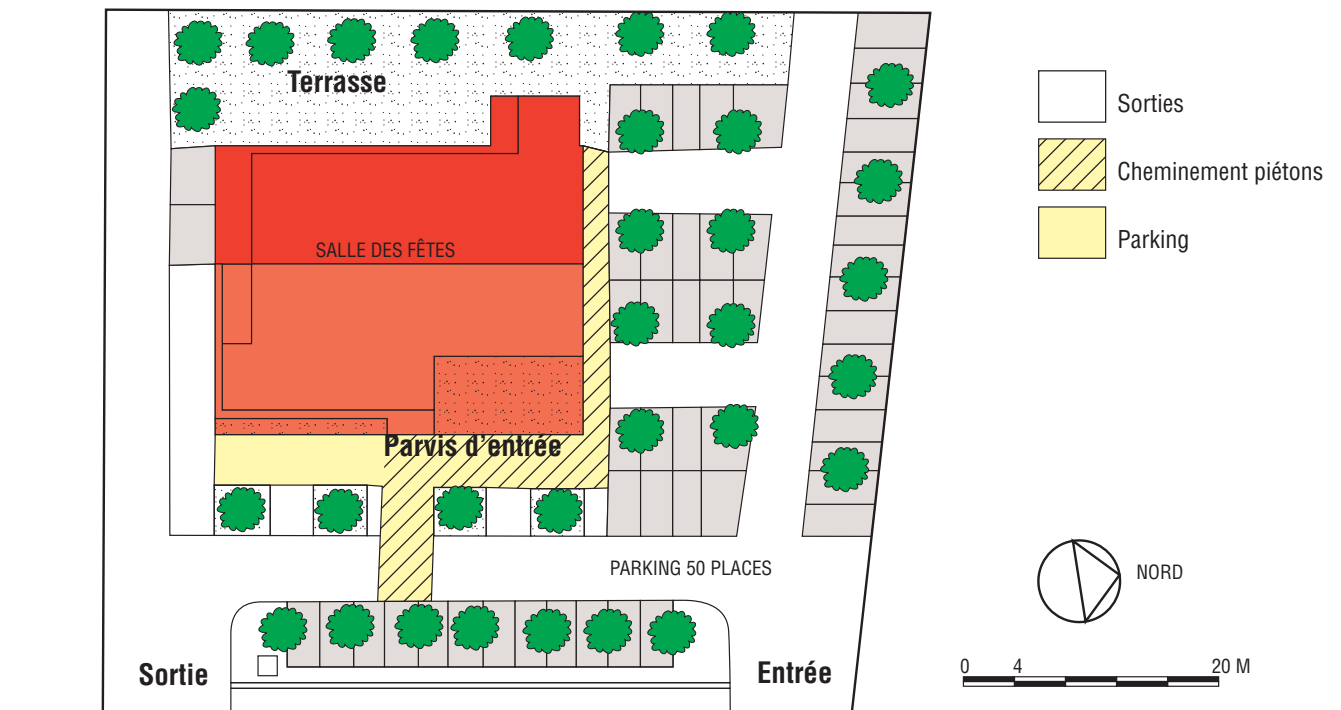 Terrasse
SALLE DES FÊTES
Parvis d'entrée
PARKING 50 PLACES
Sortie
Entrée
Sorties
Cheminement piétons
Parking
NORD
0 4 20 M